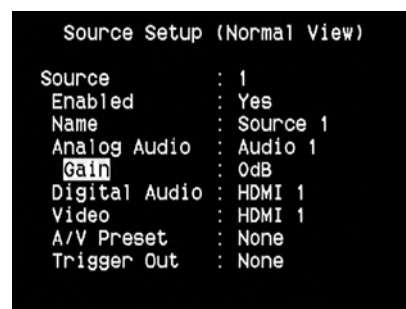 Source Setup (Normal View)
Source : 1
Enabled : Yes
Name : Source 1
Analog Audio : Audio 1
Gain : 0dB
Digital Audio : HDMI 1
Video : HDMI 1
A/V Preset : None
Trigger Out : None